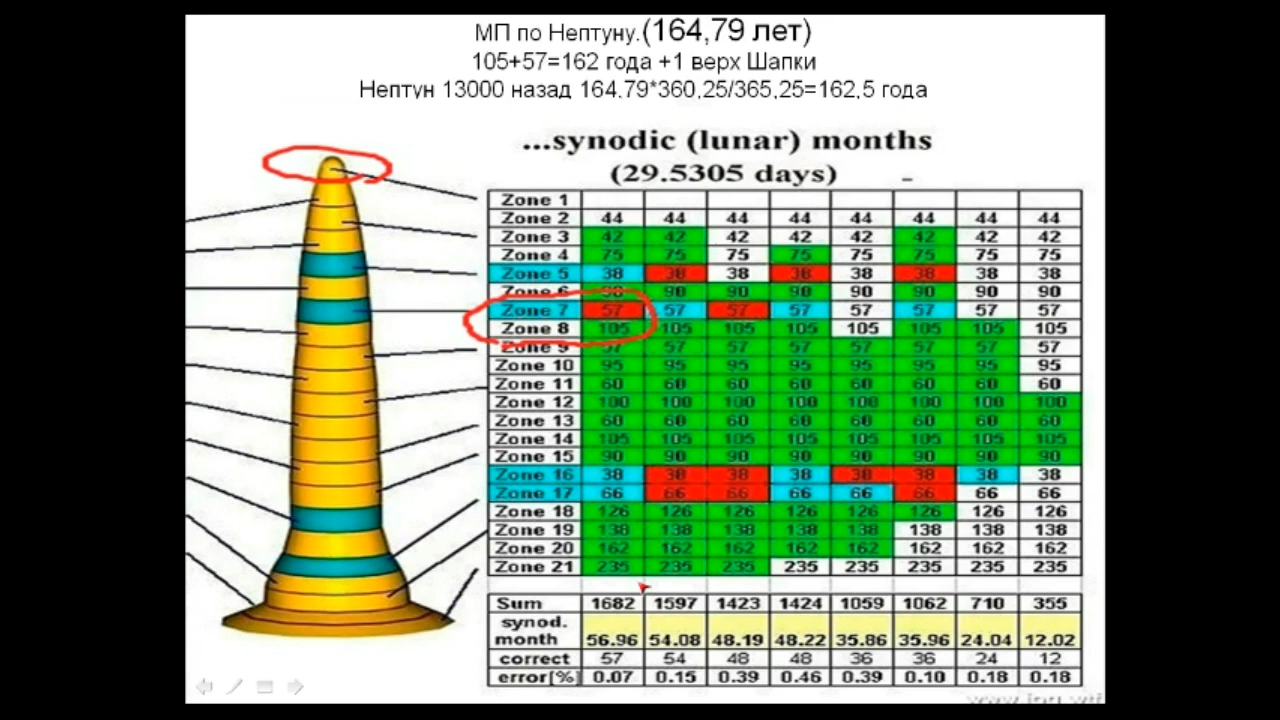 МП по Нептуну.(164,79 лет)
105+57=162 года +1 верх Шапки
Нептун 13000 назад 164,79*360,25/365,25=162,5 года
...synodic (lunar) months
(29.5305 days)
Zone 1
Zone 2 44 44 44 44 44 44 44 44
Zone 3 42 42 42 42 42 42 42 42
Zone 4 75 75 75 75 75 75 75 75
Zone 5 38 38 38 38 38 38 38 38
Zone 6 90 90 90 90 90 90 90 90
Zone 7 57 57 57 57 57 57 57 57
Zone 8 105 105 105 105 105 105 105 105
Zone 9 57 57 57 57 57 57 57 57
Zone 10 95 95 95 95 95 95 95 95
Zone 11 60 60 60 60 60 60 60 60
Zone 12 100 100 100 100 100 100 100 100
Zone 13 60 60 60 60 60 60 60 60
Zone 14 105 105 105 105 105 105 105 105
Zone 15 90 90 90 90 90 90 90 90
Zone 16 38 38 38 38 38 38 38 38
Zone 17 66 66 66 66 66 66 66 66
Zone 18 126 126 126 126 126 126 126 126
Zone 19 138 138 138 138 138 138 138 138
Zone 20 162 162 162 162 162 162 162 162
Zone 21 235 235 235 235 235 235 235 235
Sum 1682 1597 1423 1424 1059 1062 710 355
synod.
month 56.96 54.08 48.19 48.22 35.86 35.96 24.04 12.02
correct 57 54 48 48 36 36 24 12
error[%] 0.07 0.15 0.39 0.46 0.39 0.10 0.18 0.18